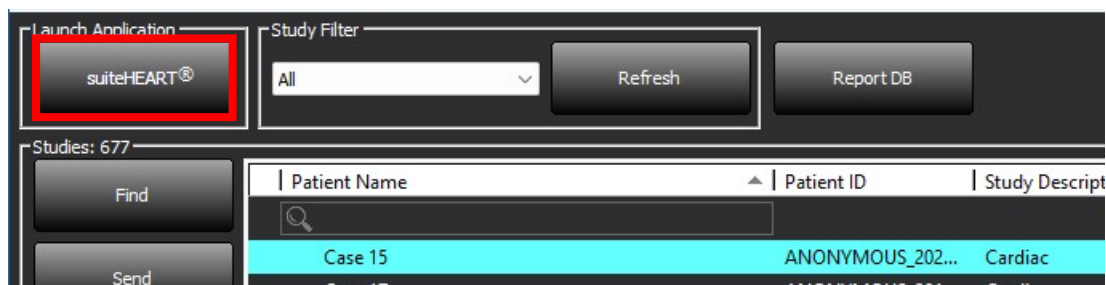 Launch Application
Study Filter
suiteHEART®
All
Refresh
Report DB
Studies: 677
Find
Patient Name
Patient ID
Study Descript
Case 15
ANONYMOUS_202...
Cardiac
Send